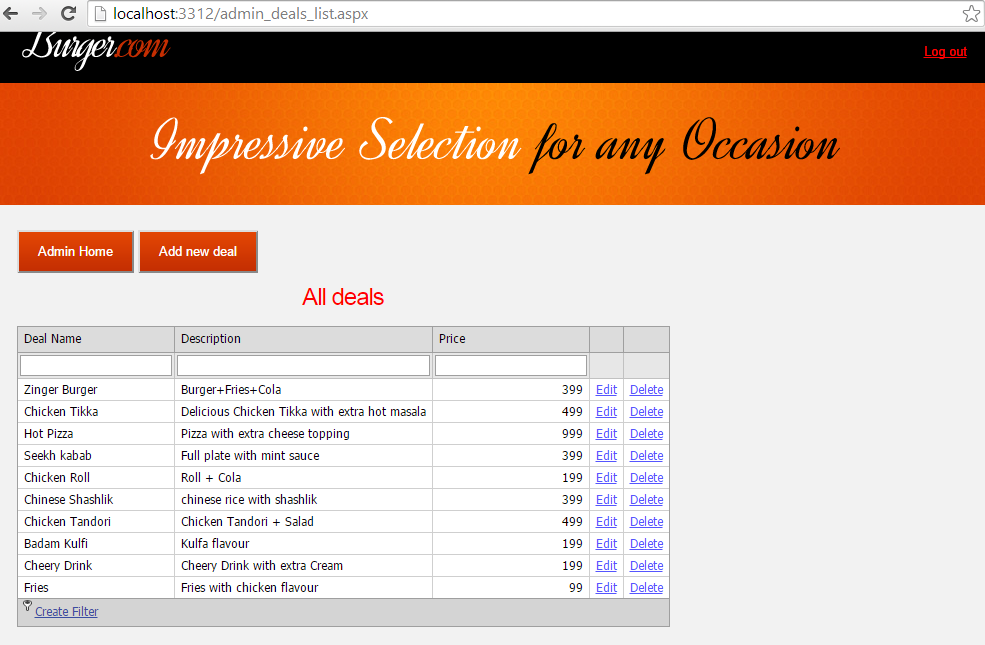 localhost:3312/admin_deals_list.aspx
Burger.com
Log out
Impressive Selection for any Occasion
Admin Home Add new deal
All deals
Deal Name Description Price
Zinger Burger Burger+Fries+Cola 399 Edit Delete
Chicken Tikka Delicious Chicken Tikka with extra hot masala 499 Edit Delete
Hot Pizza Pizza with extra cheese topping 999 Edit Delete
Seekh kabab Full plate with mint sauce 399 Edit Delete
Chicken Roll Roll + Cola 199 Edit Delete
Chinese Shashlik chinese rice with shashlik 399 Edit Delete
Chicken Tandori Chicken Tandori + Salad 499 Edit Delete
Badam Kulfi Kulfa flavour 199 Edit Delete
Cheery Drink Cheery Drink with extra Cream 199 Edit Delete
Fries Fries with chicken flavour 99 Edit Delete
Create Filter